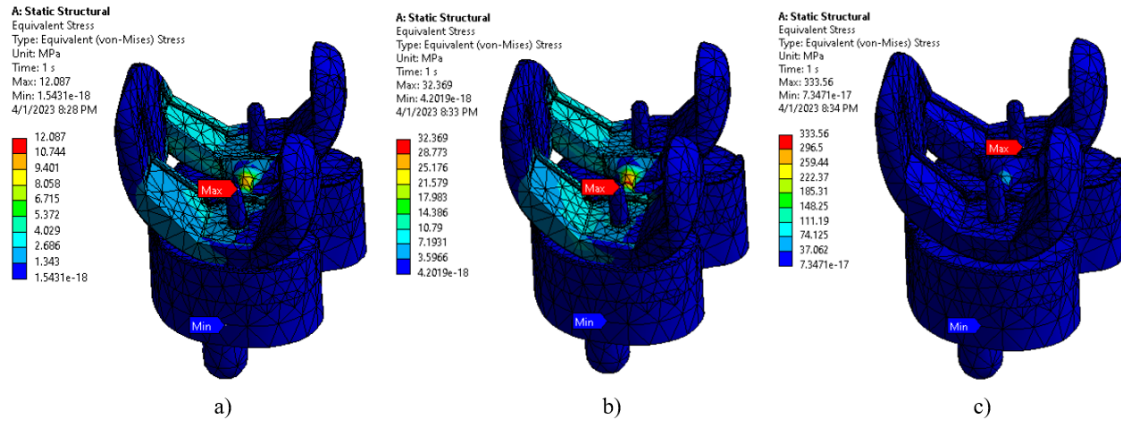 A: Static Structural
Equivalent Stress
Type: Equivalent (von-Mises) Stress
Unit: MPa
Time: 1 s
Max: 12.087
Min: 1.5431e-18
4/1/2023 8:28 PM
12.087
10.744
9.401
8.058
6.715
5.372
4.029
2.686
1.343
1.5431e-18
Max
Min
a)
A: Static Structural
Equivalent Stress
Type: Equivalent (von-Mises) Stress
Unit: MPa
Time: 1 s
Max: 32.369
Min: 4.2019e-18
4/1/2023 8:33 PM
32.369
28.773
25.176
21.579
17.983
14.386
10.79
7.1931
3.5966
4.2019e-18
Max
Min
b)
A: Static Structural
Equivalent Stress
Type: Equivalent (von-Mises) Stress
Unit: MPa
Time: 1 s
Max: 333.56
Min: 7.3471e-17
4/1/2023 8:34 PM
333.56
296.5
259.44
222.37
185.31
148.25
111.19
74.125
37.062
7.3471e-17
Max
Min
c)